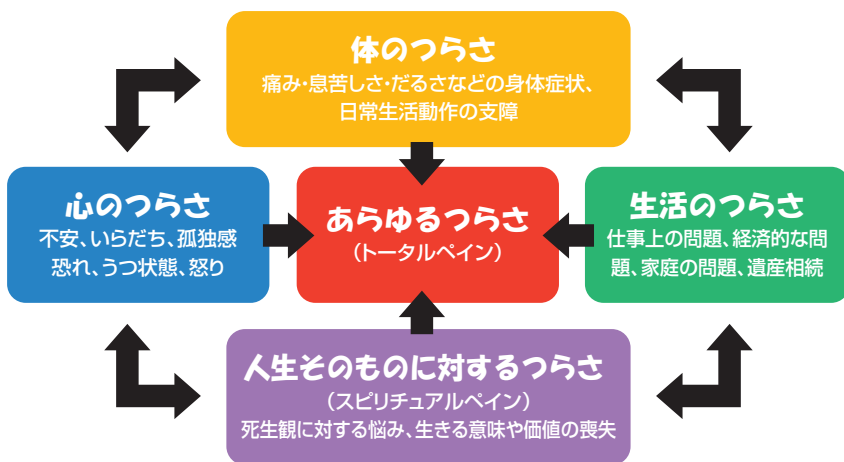 体のつらさ
痛み・息苦しさ・だるさなどの身体症状、
日常生活動作の支障
心のつらさ
不安、いらだち、孤独感
恐れ、うつ状態、怒り
あらゆるつらさ
（トータルペイン）
生活のつらさ
仕事上の問題、経済的な問
題、家庭の問題、遺産相続
人生そのものに対するつらさ
（スピリチュアルペイン）
死生観に対する悩み、生きる意味や価値の喪失